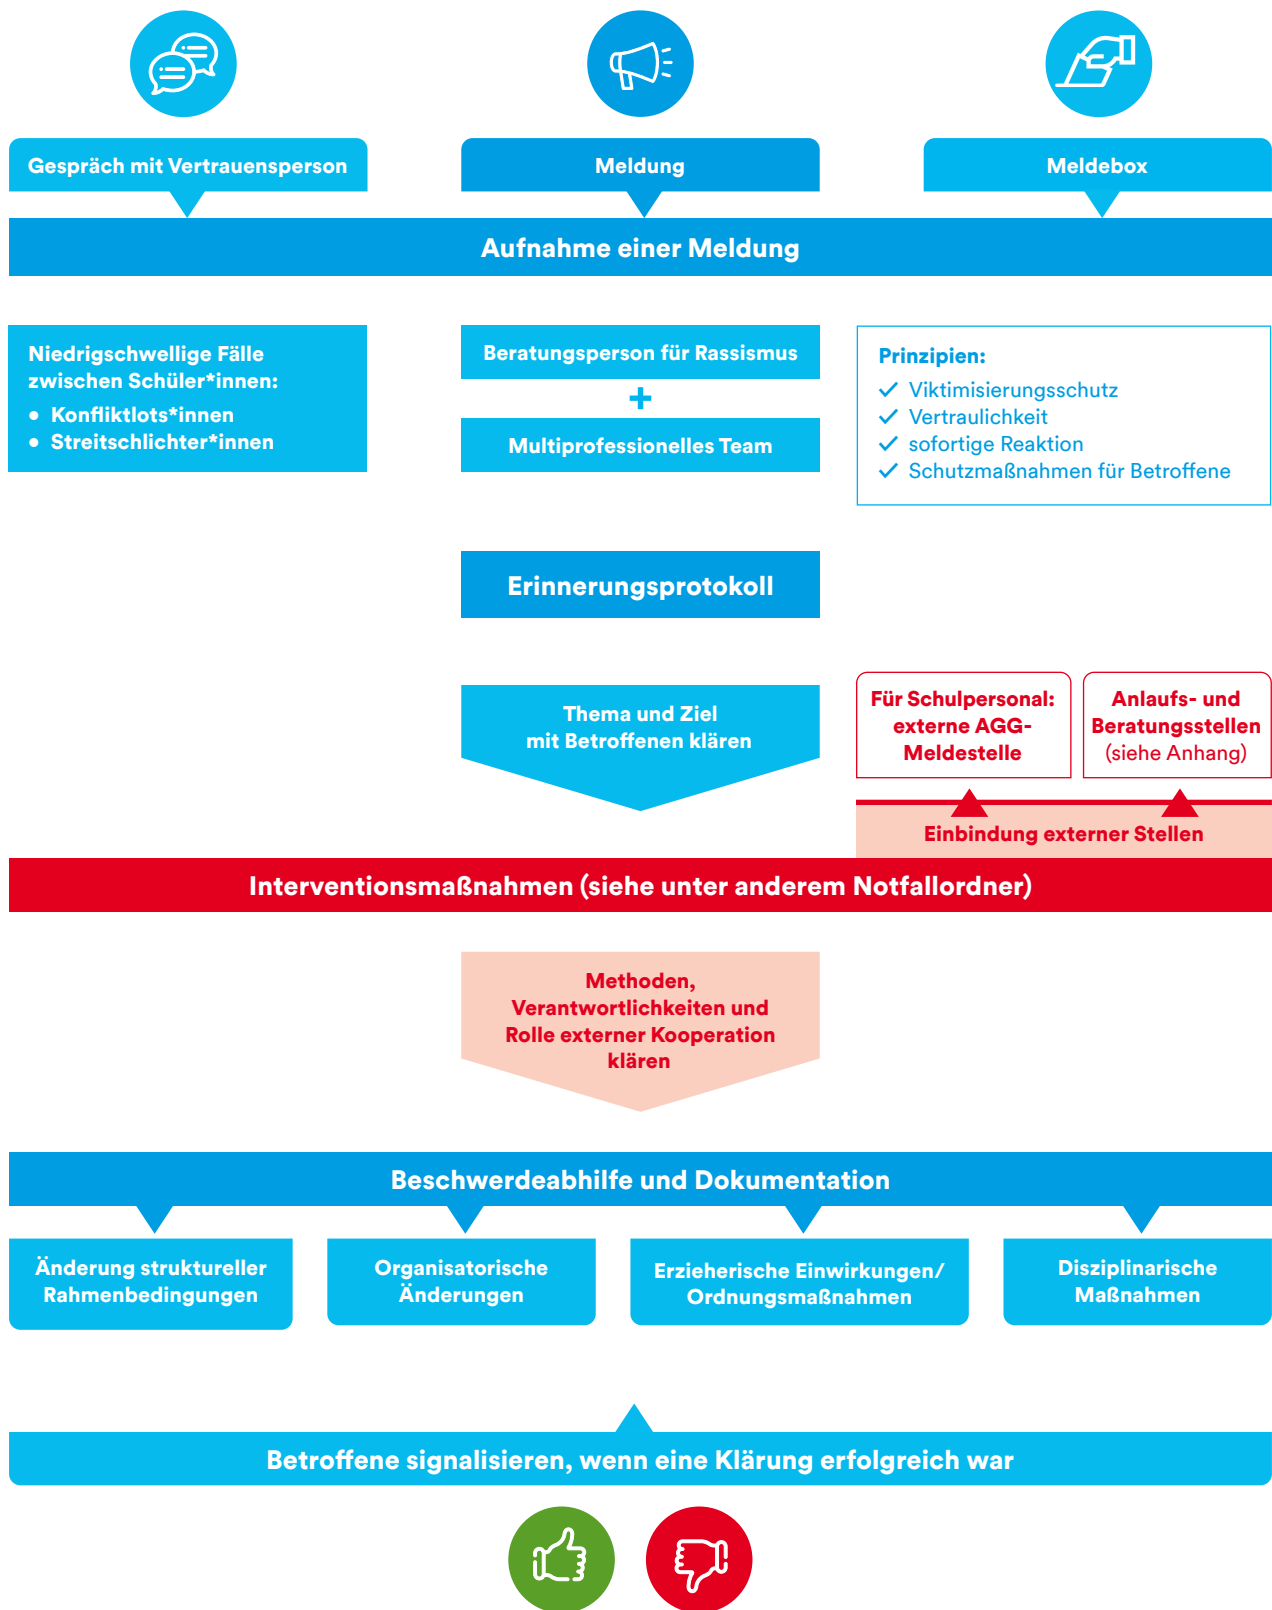 Gespräch mit Vertrauensperson
Meldung
Meldebox
Aufnahme einer Meldung
Niedrigschwellige Fälle
zwischen Schüler*innen:
• Konfliktlots*innen
• Streitschlichter*innen
Beratungsperson für Rassismus
+
Multiprofessionelles Team
Prinzipien:
✓ Viktimisierungsschutz
✓ Vertraulichkeit
✓ sofortige Reaktion
✓ Schutzmaßnahmen für Betroffene
Erinnerungsprotokoll
Thema und Ziel
mit Betroffenen klären
Für Schulpersonal:
externe AGG-
Meldestelle
Anlaufs- und
Beratungsstellen
(siehe Anhang)
Einbindung externer Stellen
Interventionsmaßnahmen (siehe unter anderem Notfallordner)
Methoden,
Verantwortlichkeiten und
Rolle externer Kooperation
klären
Beschwerdeabhilfe und Dokumentation
Änderung struktureller
Rahmenbedingungen
Organisatorische
Änderungen
Erzieherische Einwirkungen/
Ordnungsmaßnahmen
Disziplinarische
Maßnahmen
Betroffene signalisieren, wenn eine Klärung erfolgreich war